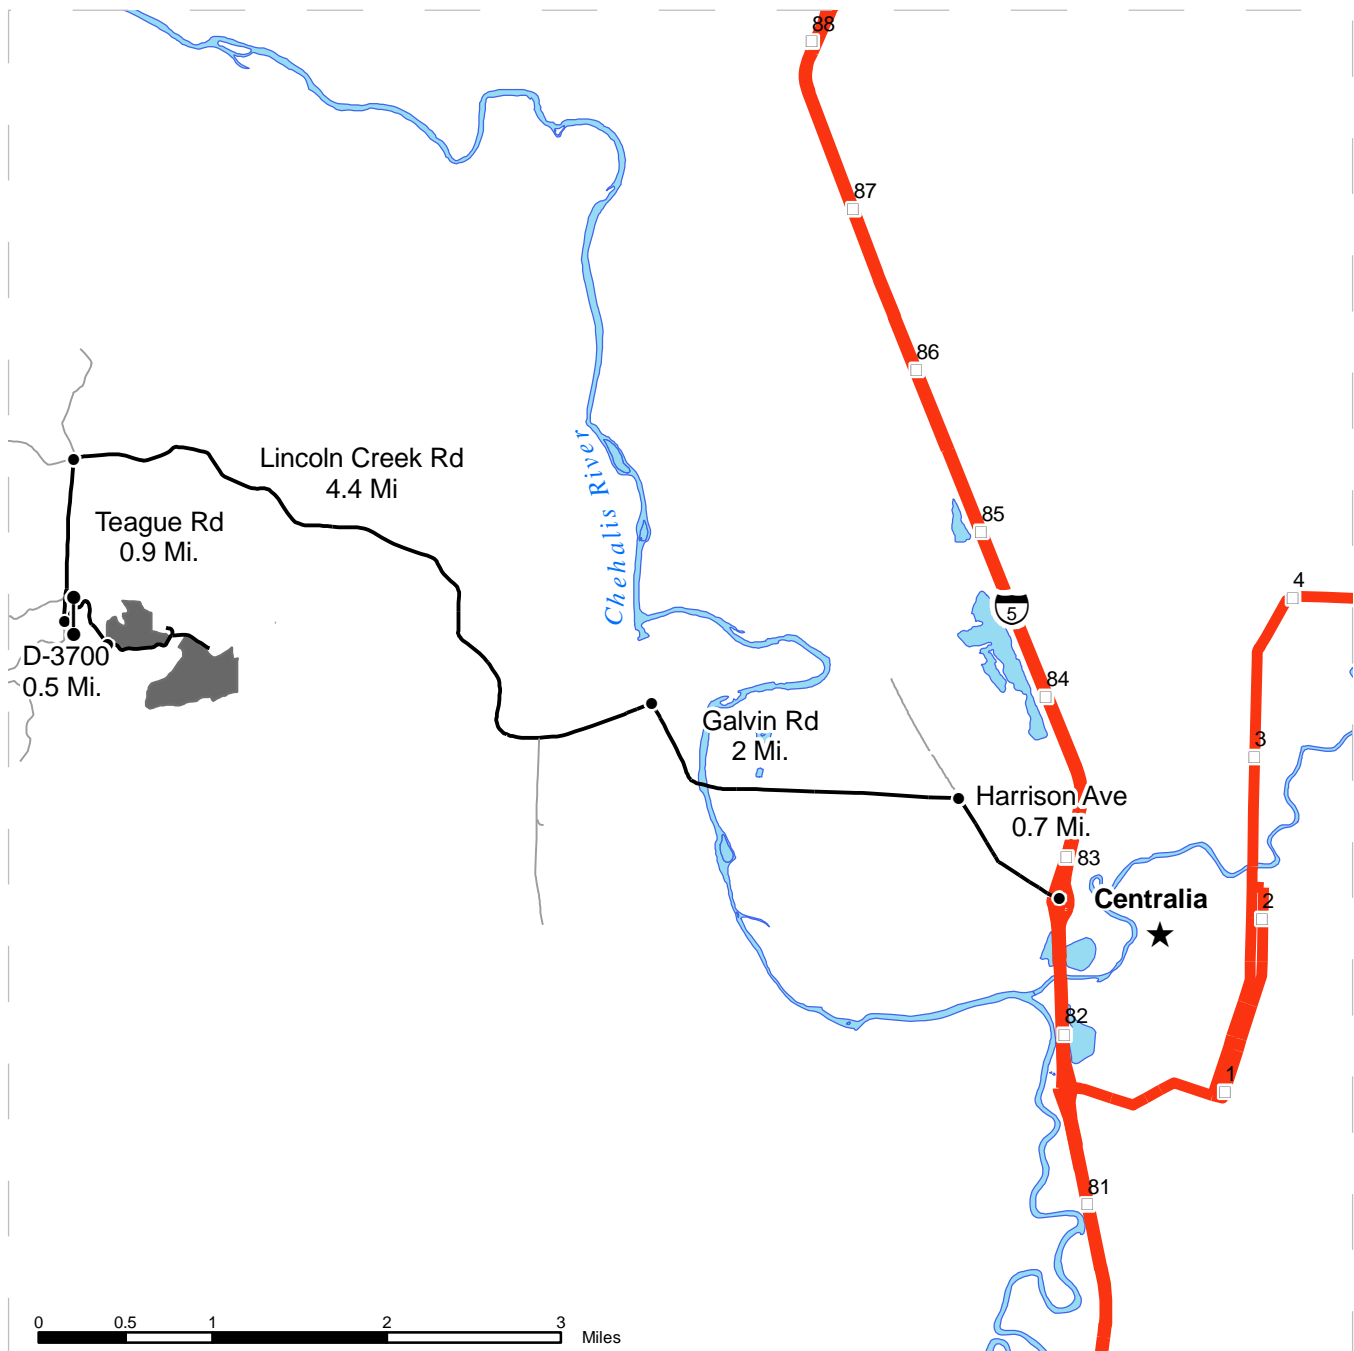 88
87
86
Lincoln Creek Rd
4.4 Mi
Chehalis River
Teague Rd
0.9 Mi.
85
4
5
D-3700
0.5 Mi.
84
Galvin Rd
2 Mi.
3
Harrison Ave
0.7 Mi.
83
Centralia
2
82
1
81
0 0.5 1 2 3
Miles